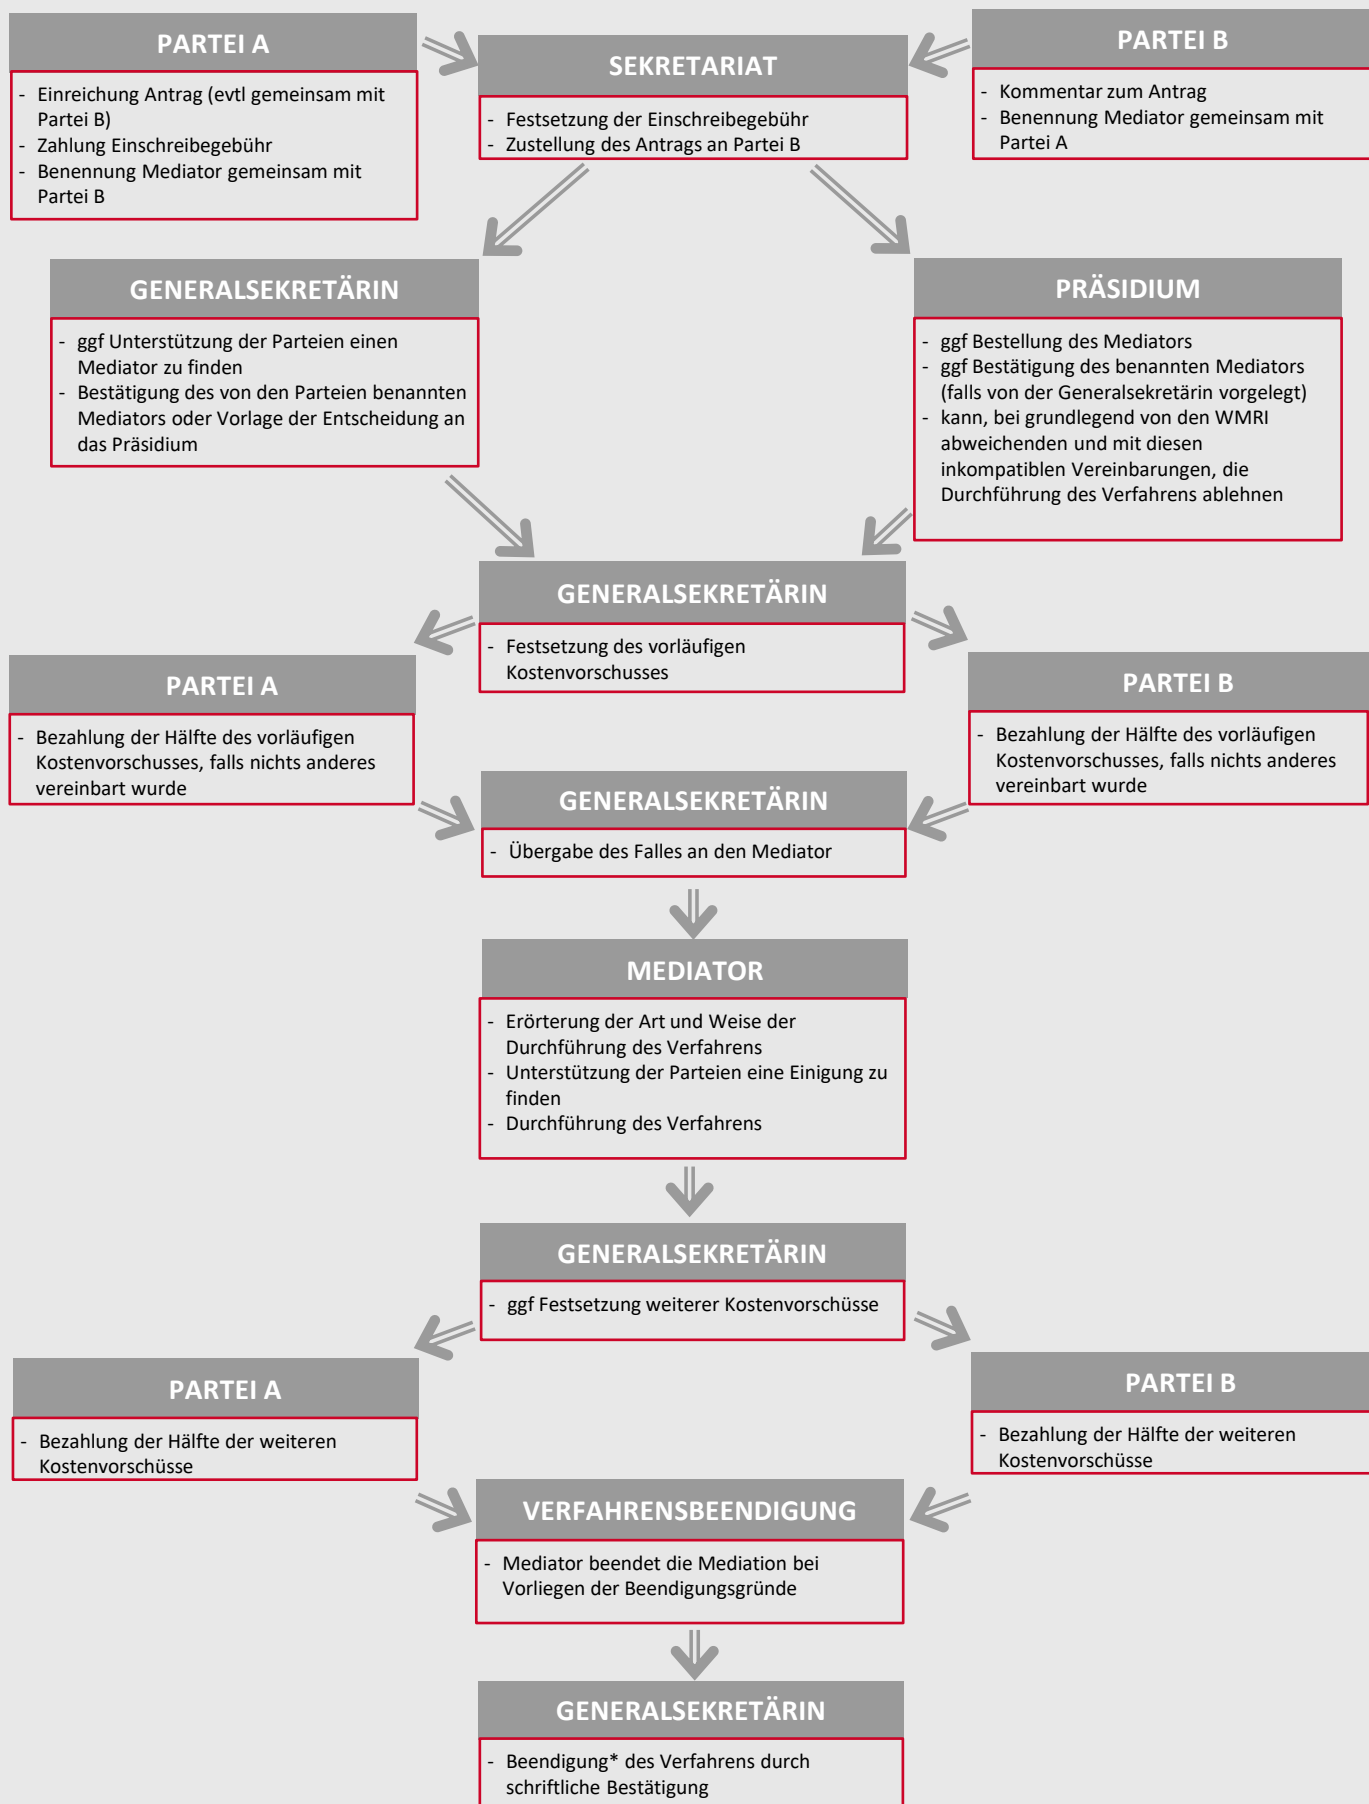 PARTEI A
- Einreichung Antrag (evtl gemeinsam mit
Partei B)
- Zahlung Einschreibegebühr
- Benennung Mediator gemeinsam mit
Partei B
SEKRETARIAT
- Festsetzung der Einschreibegebühr
- Zustellung des Antrags an Partei B
PARTEI B
- Kommentar zum Antrag
- Benennung Mediator gemeinsam mit
Partei A
GENERALSEKRETÄRIN
- ggf Unterstützung der Parteien einen
Mediator zu finden
- Bestätigung des von den Parteien benannten
Mediators oder Vorlage der Entscheidung an
das Präsidium
PRÄSIDIUM
- ggf Bestellung des Mediators
- ggf Bestätigung des benannten Mediators
(falls von der Generalsekretärin vorgelegt)
- kann, bei grundlegend von den WMRI
abweichenden und mit diesen
inkompatiblen Vereinbarungen, die
Durchführung des Verfahrens ablehnen
GENERALSEKRETÄRIN
- Festsetzung des vorläufigen
Kostenvorschusses
PARTEI A
- Bezahlung der Hälfte des vorläufigen
Kostenvorschusses, falls nichts anderes
vereinbart wurde
PARTEI B
- Bezahlung der Hälfte des vorläufigen
Kostenvorschusses, falls nichts anderes
vereinbart wurde
GENERALSEKRETÄRIN
- Übergabe des Falles an den Mediator
MEDIATOR
- Erörterung der Art und Weise der
Durchführung des Verfahrens
- Unterstützung der Parteien eine Einigung zu
finden
- Durchführung des Verfahrens
GENERALSEKRETÄRIN
- ggf Festsetzung weiterer Kostenvorschüsse
PARTEI A
- Bezahlung der Hälfte der weiteren
Kostenvorschüsse
PARTEI B
- Bezahlung der Hälfte der weiteren
Kostenvorschüsse
VERFAHRENSBEENDIGUNG
- Mediator beendet die Mediation bei
Vorliegen der Beendigungsgründe
GENERALSEKRETÄRIN
- Beendigung* des Verfahrens durch
schriftliche Bestätigung